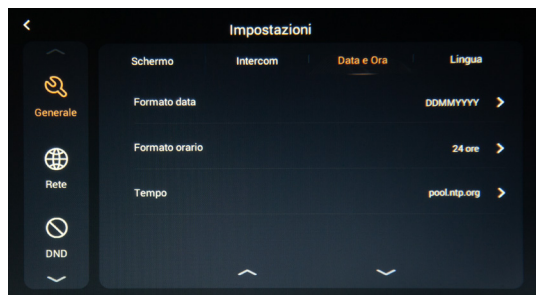 Impostazioni
Schermo Intercom Data e Ora Lingua
Generale
Formato data DDMMYYYY
Formato orario 24 ore
Rete
Tempo pool.ntp.org
DND